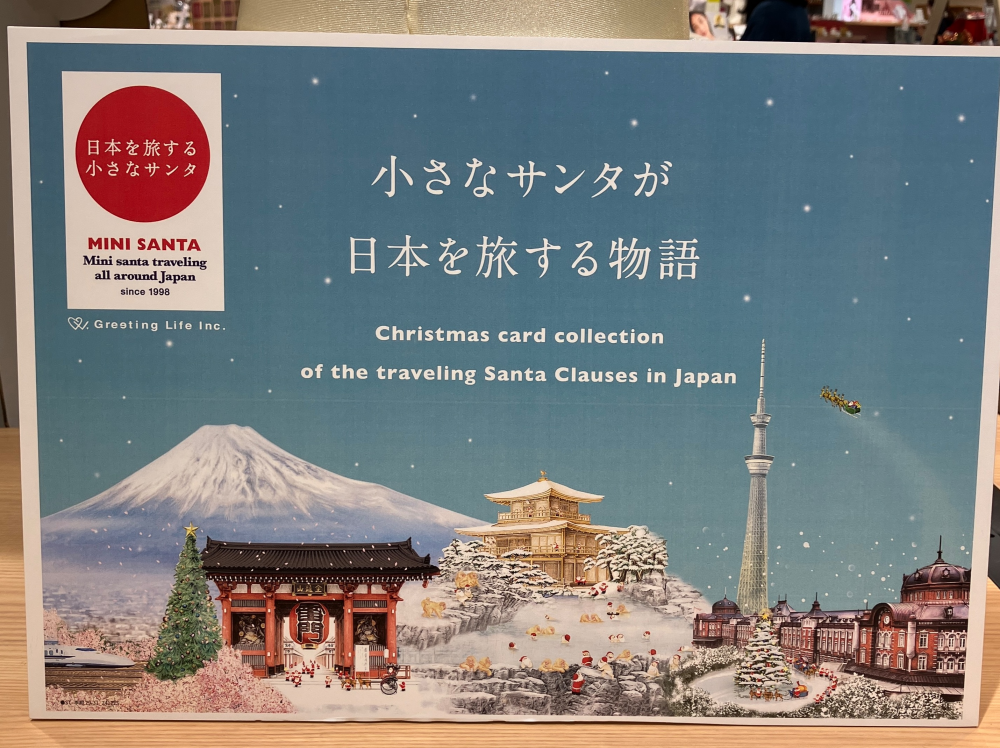 日本を旅する
小さなサンタ
MINI SANTA
Mini santa traveling
all around Japan
since 1998
Greeting Life Inc.
小さなサンタが
日本を旅する物語
Christmas card collection
of the traveling Santa Clauses in Japan